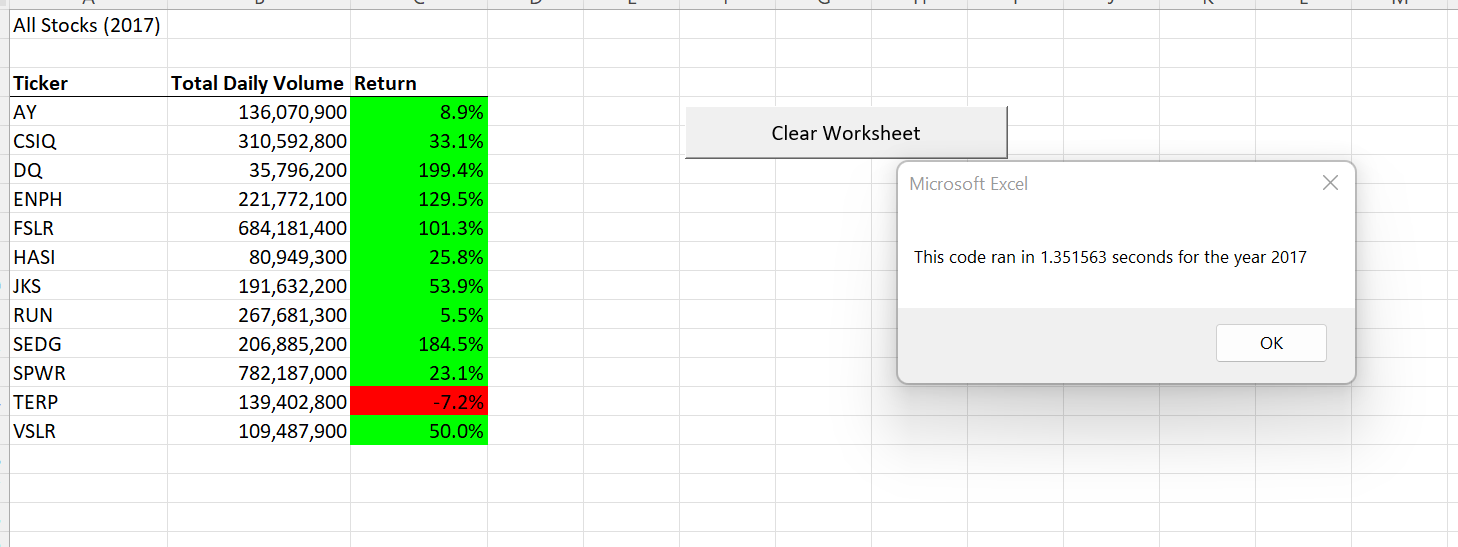 A B C D E F G H I J K L M
All Stocks (2017)
Ticker Total Daily Volume Return
AY 136,070,900 8.9%
CSIQ 310,592,800 33.1%
DQ 35,796,200 199.4%
ENPH 221,772,100 129.5%
FSLR 684,181,400 101.3%
HASI 80,949,300 25.8%
JKS 191,632,200 53.9%
RUN 267,681,300 5.5%
SEDG 206,885,200 184.5%
SPWR 782,187,000 23.1%
TERP 139,402,800 -7.2%
VSLR 109,487,900 50.0%
Clear Worksheet
Microsoft Excel
This code ran in 1.351563 seconds for the year 2017
OK